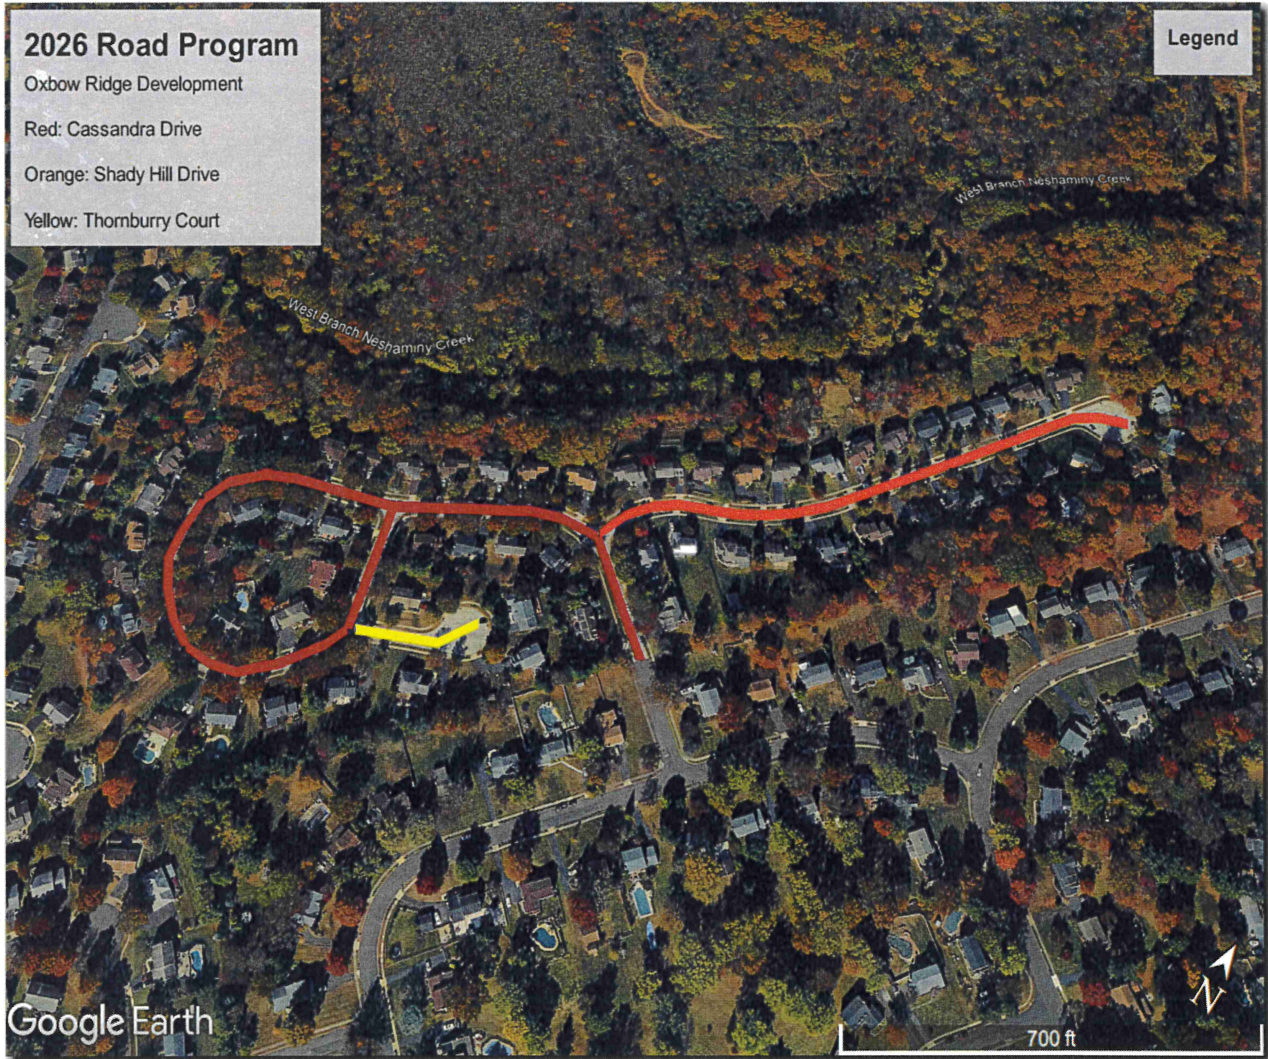 2026 Road Program
Oxbow Ridge Development
Red: Cassandra Drive
Orange: Shady Hill Drive
Yellow: Thornburry Court
Legend
West Branch Neshaminy Creek
West Branch Neshaminy Creek
Google Earth
N
700 ft